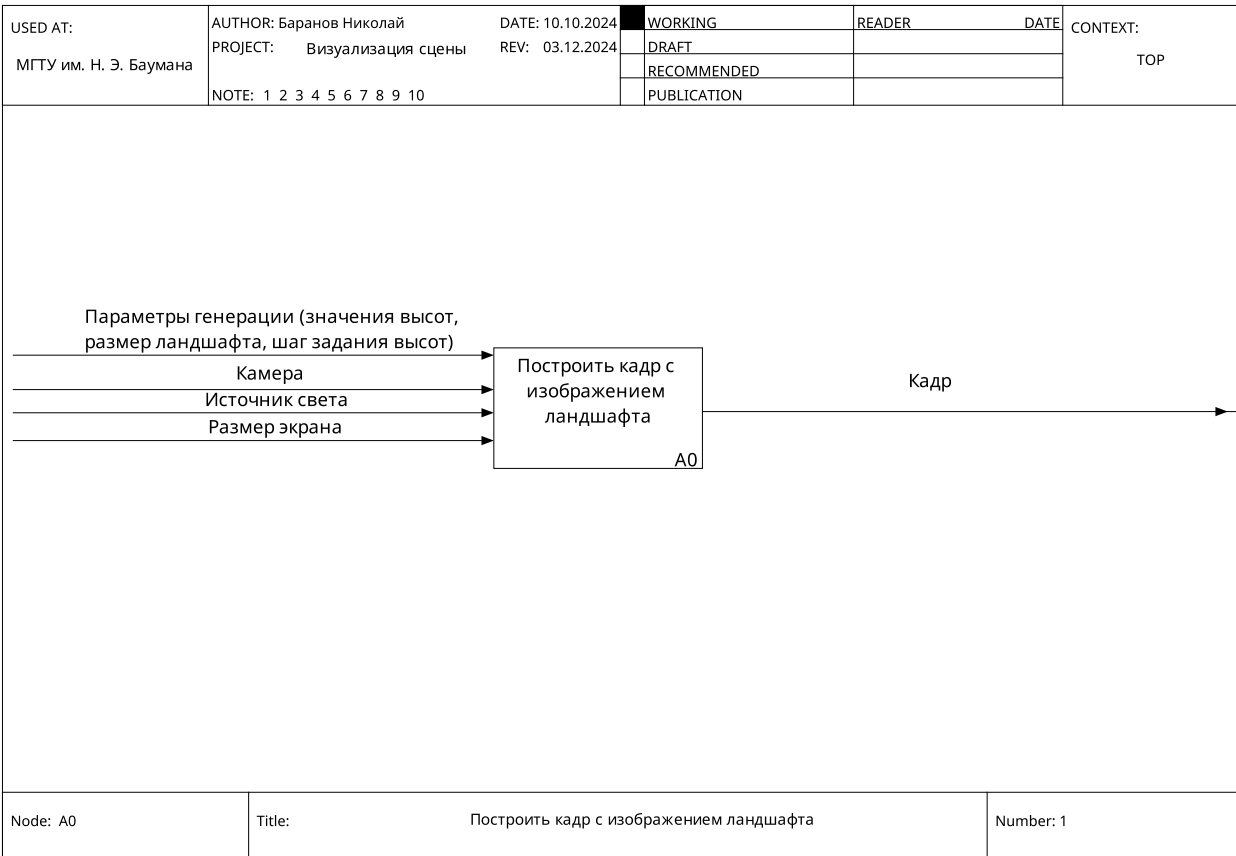 USED AT:
МГТУ им. Н. Э. Баумана
AUTHOR: Баранов Николай
DATE: 10.10.2024
PROJECT: Визуализация сцены
REV: 03.12.2024
NOTE: 1 2 3 4 5 6 7 8 9 10
WORKING
DRAFT
RECOMMENDED
PUBLICATION
READER DATE
CONTEXT:
TOP
Параметры генерации (значения высот,
размер ландшафта, шаг задания высот)
Камера
Источник света
Размер экрана
Построить кадр с
изображением
ландшафта
A0
Кадр
Node: A0
Title: Построить кадр с изображением ландшафта
Number: 1